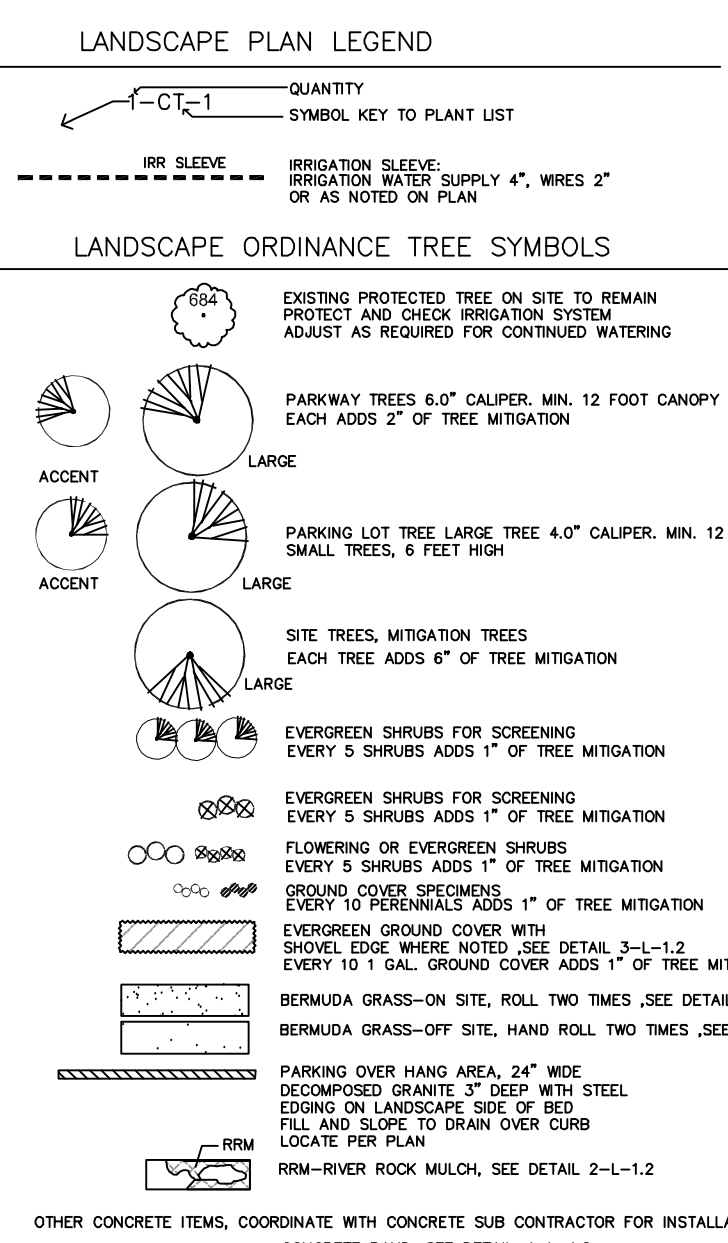 LANDSCAPE PLAN LEGEND
QUANTITY
1-CT-1
SYMBOL KEY TO PLANT LIST
IRR SLEEVE
IRRIGATION SLEEVE:
IRRIGATION WATER SUPPLY 4", WIRES 2"
OR AS NOTED ON PLAN
LANDSCAPE ORDINANCE TREE SYMBOLS
684
EXISTING PROTECTED TREE ON SITE TO REMAIN
PROTECT AND CHECK IRRIGATION SYSTEM
ADJUST AS REQUIRED FOR CONTINUED WATERING
PARKWAY TREES 6.0" CALIPER. MIN. 12 FOOT CANOPY
EACH ADDS 2" OF TREE MITIGATION
LARGE
ACCENT
PARKING LOT TREE LARGE TREE 4.0" CALIPER. MIN. 12
SMALL TREES, 6 FEET HIGH
ACCENT
LARGE
SITE TREES, MITIGATION TREES
EACH TREE ADDS 6" OF TREE MITIGATION
LARGE
EVERGREEN SHRUBS FOR SCREENING
EVERY 5 SHRUBS ADDS 1" OF TREE MITIGATION
EVERGREEN SHRUBS FOR SCREENING
EVERY 5 SHRUBS ADDS 1" OF TREE MITIGATION
FLOWERING OR EVERGREEN SHRUBS
EVERY 5 SHRUBS ADDS 1" OF TREE MITIGATION
GROUND COVER SPECIMENS
EVERY 10 PERENNIALS ADDS 1" OF TREE MITIGATION
EVERGREEN GROUND COVER WITH
SHOVEL EDGE WHERE NOTED ,SEE DETAIL 3-L-1.2
EVERY 10 1 GAL. GROUND COVER ADDS 1" OF TREE MIT
BERMUDA GRASS-ON SITE, ROLL TWO TIMES ,SEE DETAIL
BERMUDA GRASS-OFF SITE, HAND ROLL TWO TIMES ,SEE
PARKING OVER HANG AREA, 24" WIDE
DECOMPOSED GRANITE 3" DEEP WITH STEEL
EDGING ON LANDSCAPE SIDE OF BED
FILL AND SLOPE TO DRAIN OVER CURB
LOCATE PER PLAN
RRM
RRM-RIVER ROCK MULCH, SEE DETAIL 2-L-1.2
OTHER CONCRETE ITEMS, COORDINATE WITH CONCRETE SUB CONTRACTOR FOR INSTALLA